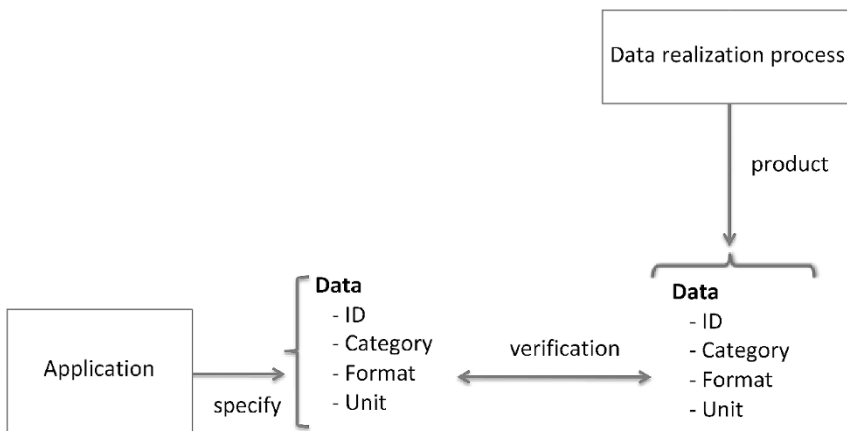 Data realization process
product
Data
- ID
- Category
- Format
- Unit
Application
specify
verification
Data
- ID
- Category
- Format
- Unit